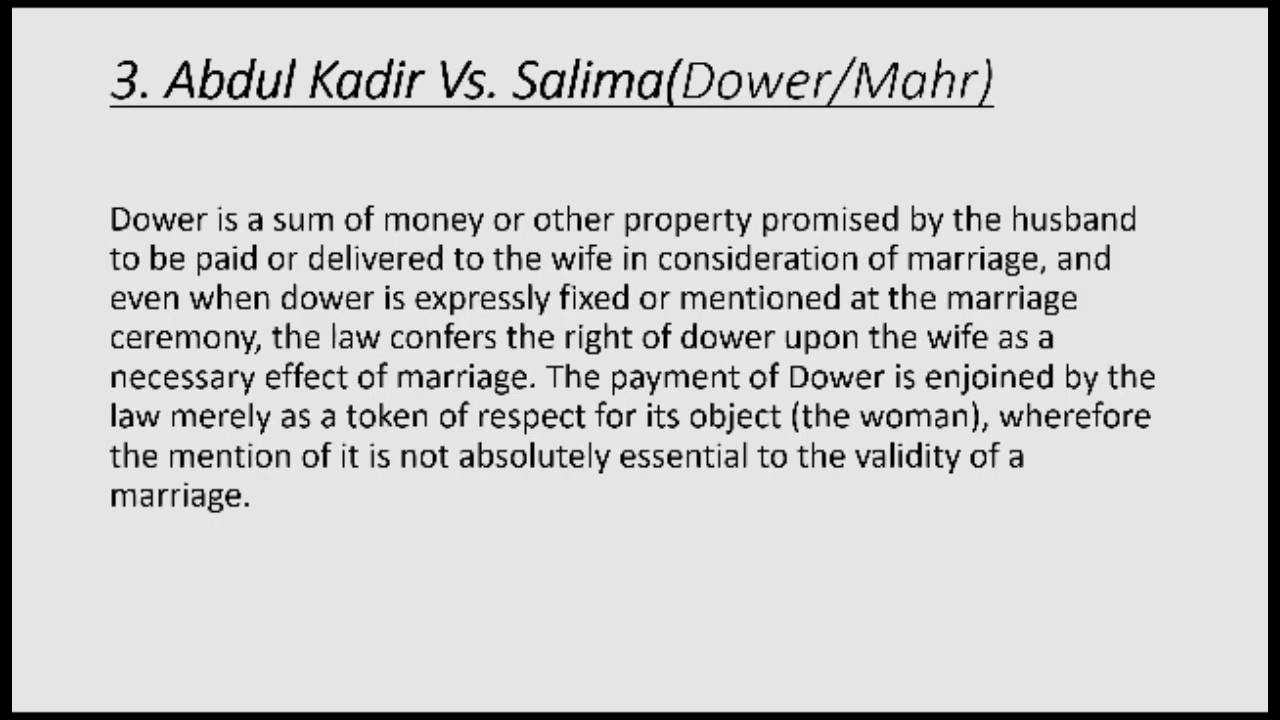 3. Abdul Kadir Vs. Salima(Dower/Mahr)
Dower is a sum of money or other property promised by the husband
to be paid or delivered to the wife in consideration of marriage, and
even when dower is expressly fixed or mentioned at the marriage
ceremony, the law confers the right of dower upon the wife as a
necessary effect of marriage. The payment of Dower is enjoined by the
law merely as a token of respect for its object (the woman), wherefore
the mention of it is not absolutely essential to the validity of a
marriage.